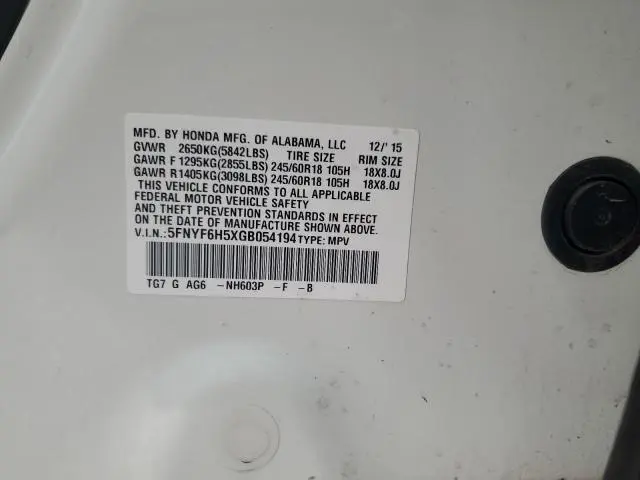 MFD. BY HONDA MFG. OF ALABAMA, LLC 12/'15
GVWR 2650KG(5842LBS) TIRE SIZE RIM SIZE
GAWR F 1295KG(2855LBS) 245/60R18 105H 18X8.0J
GAWR R 1405KG(3098LBS) 245/60R18 105H 18X8.0J
THIS VEHICLE CONFORMS TO ALL APPLICABLE
FEDERAL MOTOR VEHICLE SAFETY
AND THEFT PREVENTION STANDARDS IN EFFECT
ON THE DATE OF MANUFACTURE SHOWN ABOVE.
V.I.N.: 5FNYF6H5XGB054194 TYPE: MPV
TG7 G AG6 -NH603P -F -B